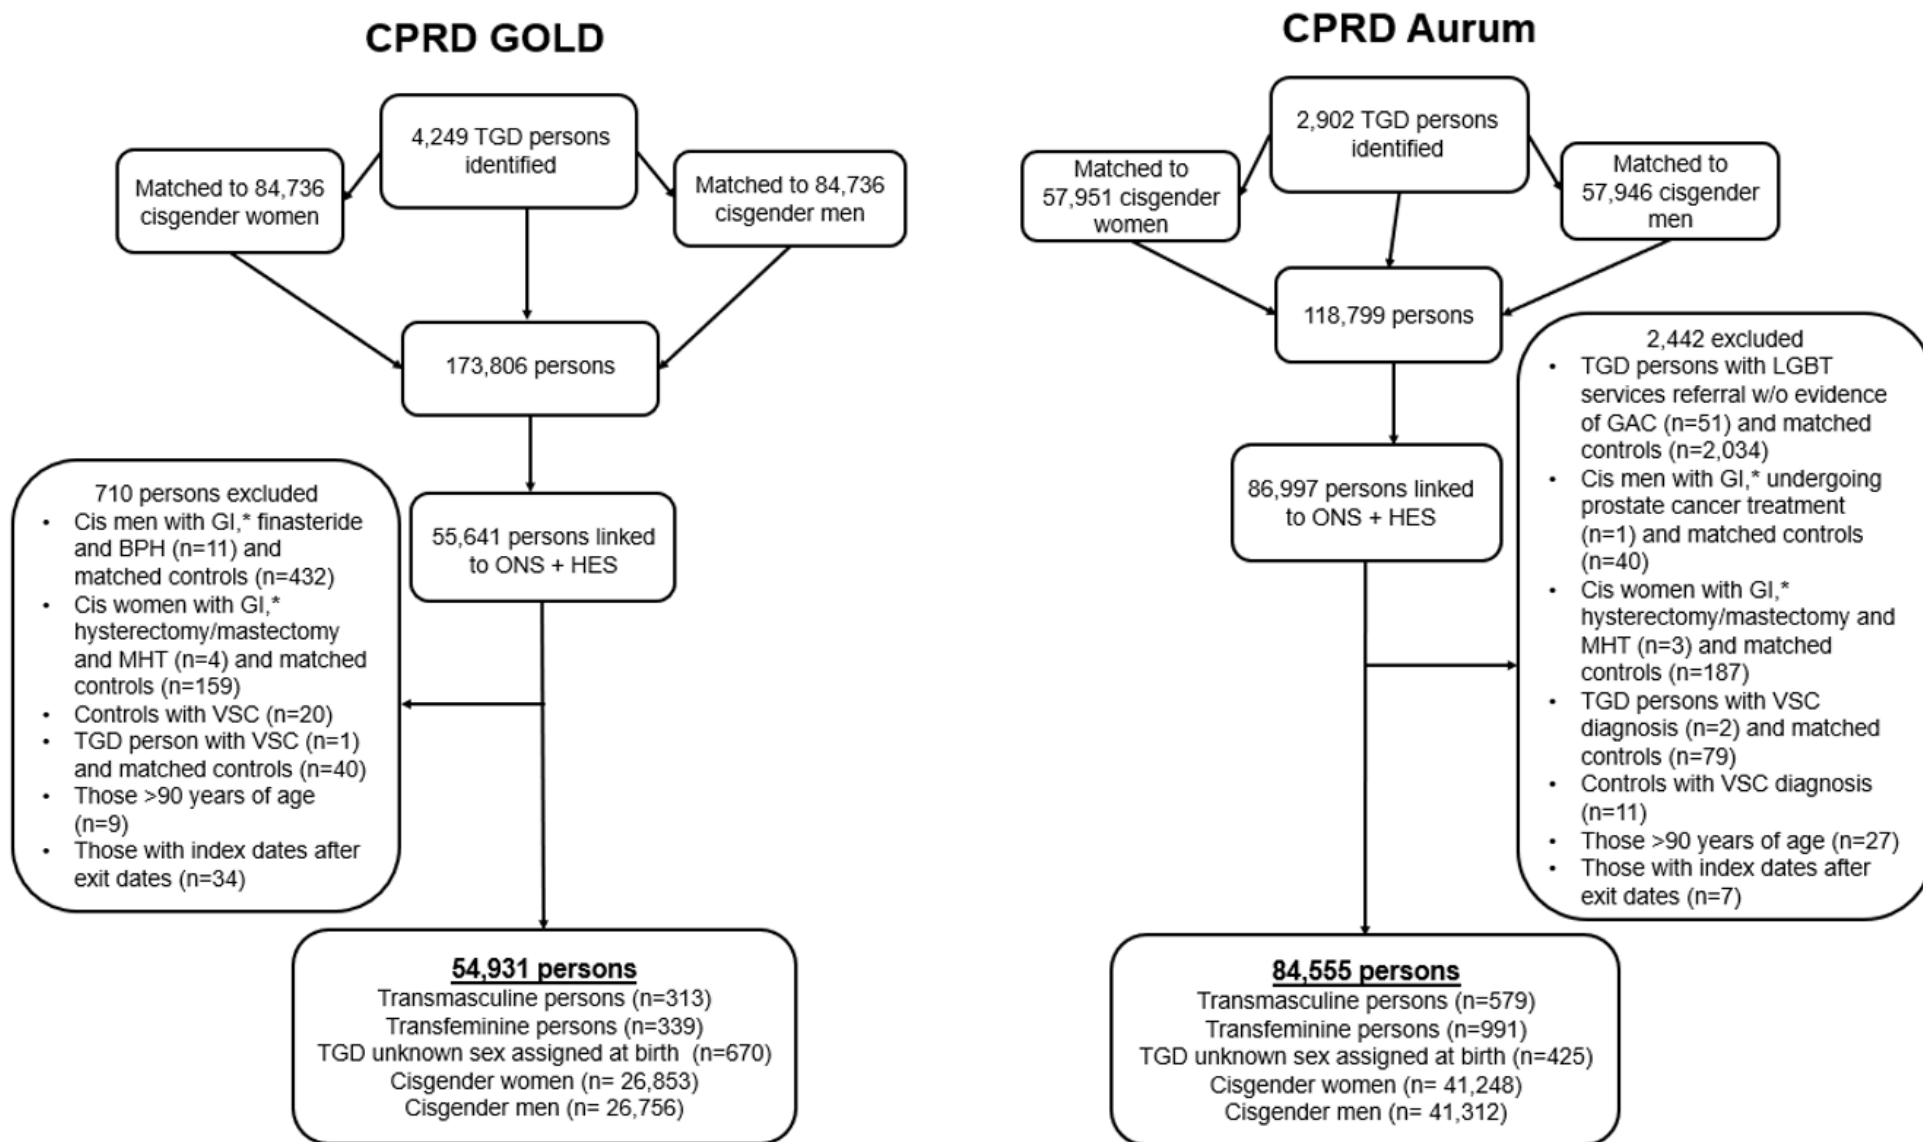 CPRD GOLD
4,249 TGD persons
identified
Matched to 84,736
cisgender women
Matched to 84,736
cisgender men
173,806 persons
710 persons excluded
• Cis men with GI,* finasteride
and BPH (n=11) and
matched controls (n=432)
• Cis women with GI,*
hysterectomy/mastectomy
and MHT (n=4) and matched
controls (n=159)
• Controls with VSC (n=20)
• TGD person with VSC (n=1)
and matched controls (n=40)
• Those >90 years of age
(n=9)
• Those with index dates after
exit dates (n=34)
55,641 persons linked
to ONS + HES
54,931 persons
Transmasculine persons (n=313)
Transfeminine persons (n=339)
TGD unknown sex assigned at birth (n=670)
Cisgender women (n= 26,853)
Cisgender men (n= 26,756)
CPRD Aurum
2,902 TGD persons
identified
Matched to
57,951 cisgender
women
Matched to
57,946 cisgender
men
118,799 persons
86,997 persons linked
to ONS + HES
2,442 excluded
• TGD persons with LGBT
services referral w/o evidence
of GAC (n=51) and matched
controls (n=2,034)
• Cis men with GI,* undergoing
prostate cancer treatment
(n=1) and matched controls
(n=40)
• Cis women with GI,*
hysterectomy/mastectomy and
MHT (n=3) and matched
controls (n=187)
• TGD persons with VSC
diagnosis (n=2) and matched
controls (n=79)
• Controls with VSC diagnosis
(n=11)
• Those >90 years of age (n=27)
• Those with index dates after
exit dates (n=7)
84,555 persons
Transmasculine persons (n=579)
Transfeminine persons (n=991)
TGD unknown sex assigned at birth (n=425)
Cisgender women (n= 41,248)
Cisgender men (n= 41,312)